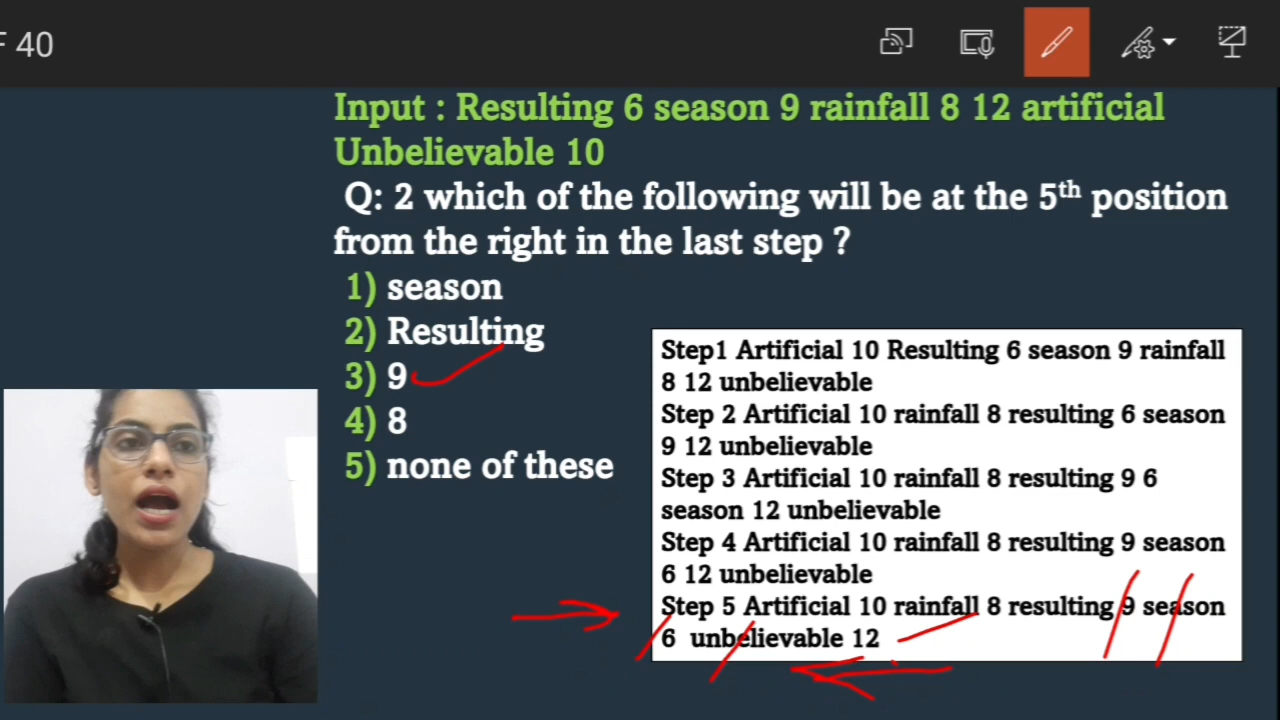 F 40
Input : Resulting 6 season 9 rainfall 8 12 artificial
Unbelievable 10
Q: 2 which of the following will be at the 5th position
from the right in the last step ?
1) season
2) Resulting
3) 9
4) 8
5) none of these
Step1 Artificial 10 Resulting 6 season 9 rainfall
8 12 unbelievable
Step 2 Artificial 10 rainfall 8 resulting 6 season
9 12 unbelievable
Step 3 Artificial 10 rainfall 8 resulting 9 6
season 12 unbelievable
Step 4 Artificial 10 rainfall 8 resulting 9 season
6 12 unbelievable
Step 5 Artificial 10 rainfall 8 resulting 9 season
6 unbelievable 12